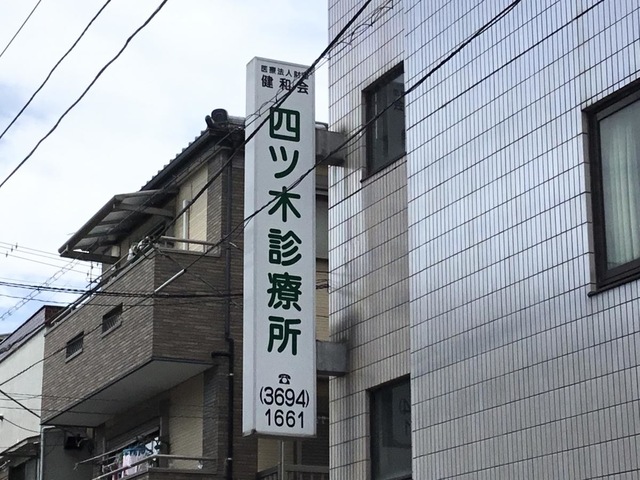 医療法人財団
健和会
四ツ木診療所
☎
(3694)
1661